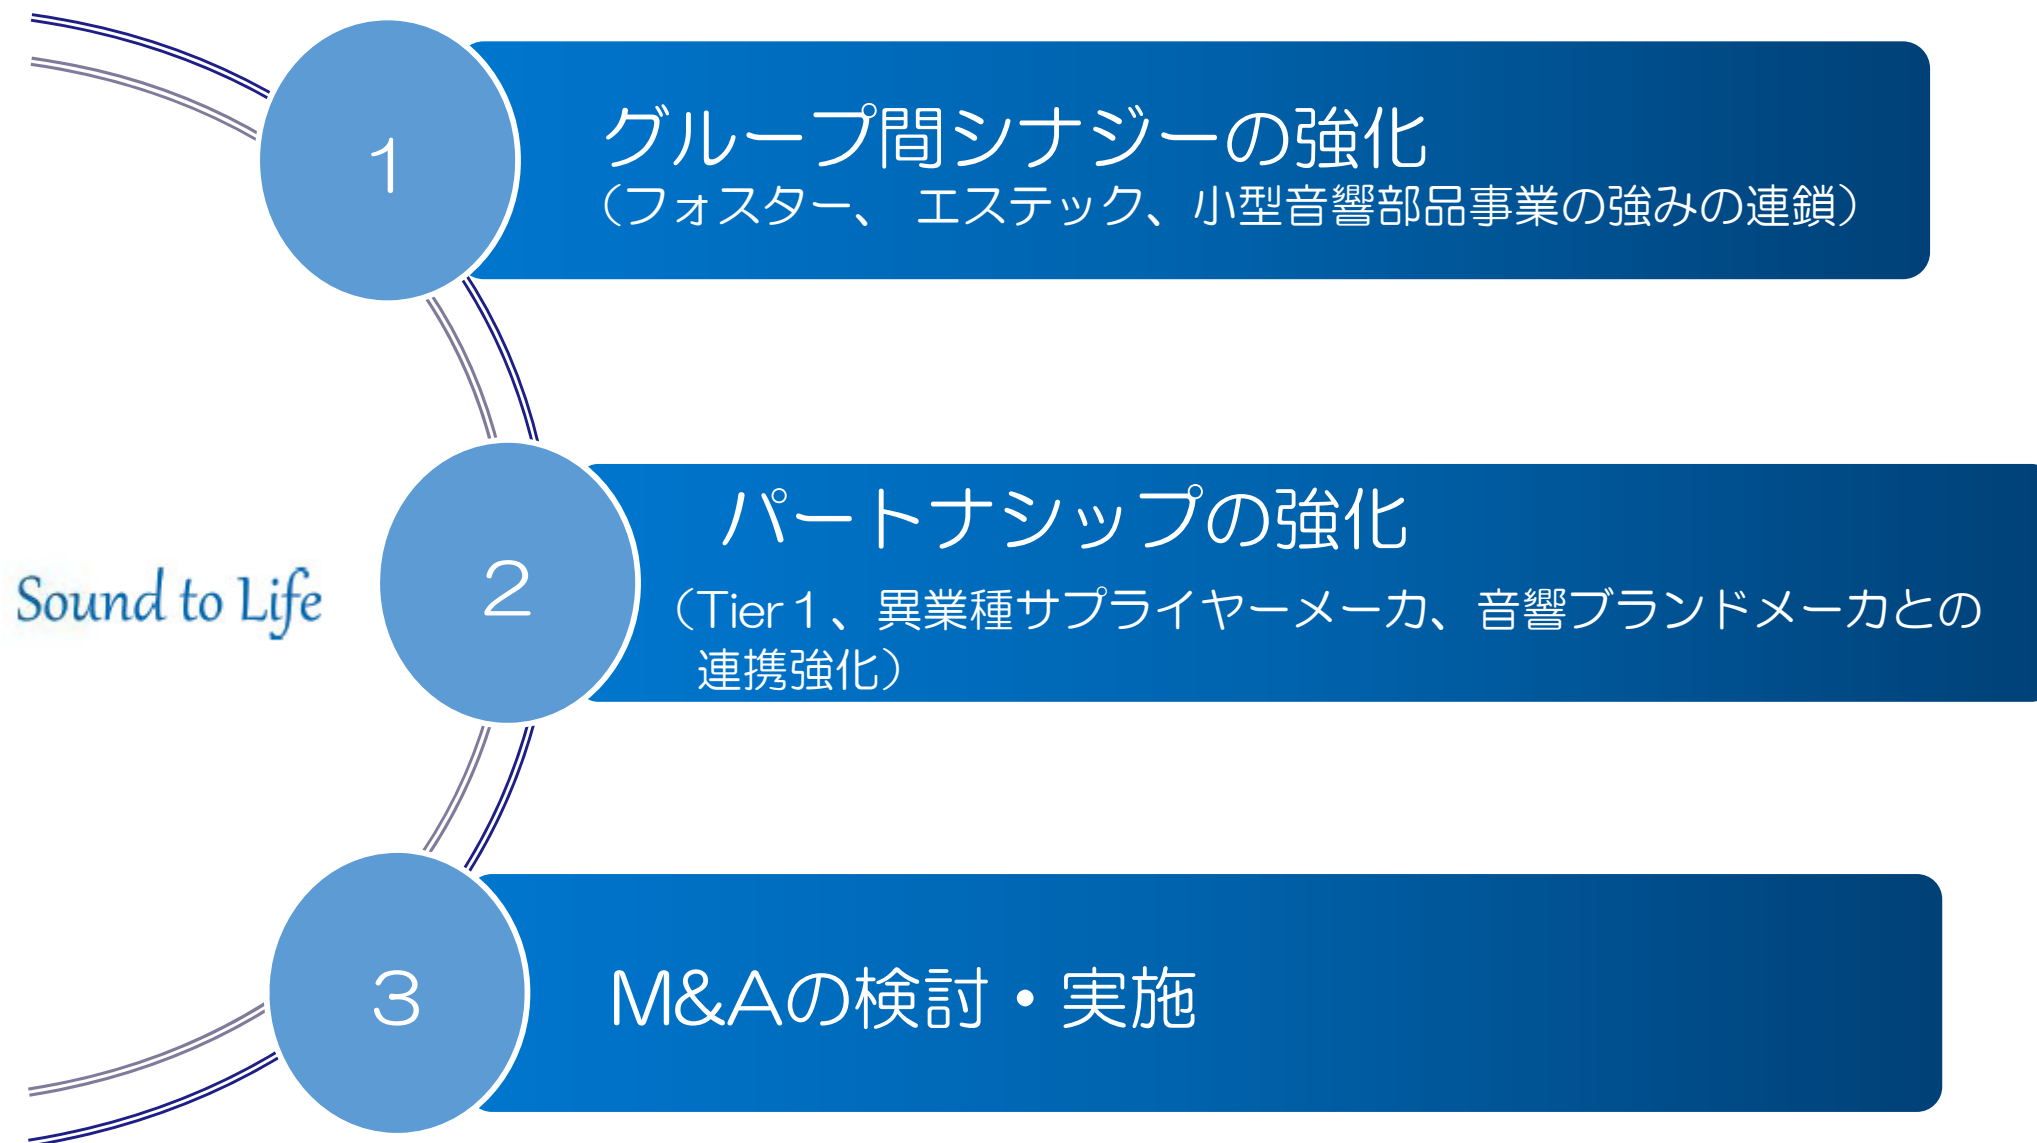 1
グループ間シナジーの強化
（フォスター、 エステック、小型音響部品事業の強みの連鎖）
Sound to Life
2
パートナシップの強化
（Tier１、異業種サプライヤーメーカ、音響ブランドメーカとの
連携強化）
3
M&Aの検討・実施